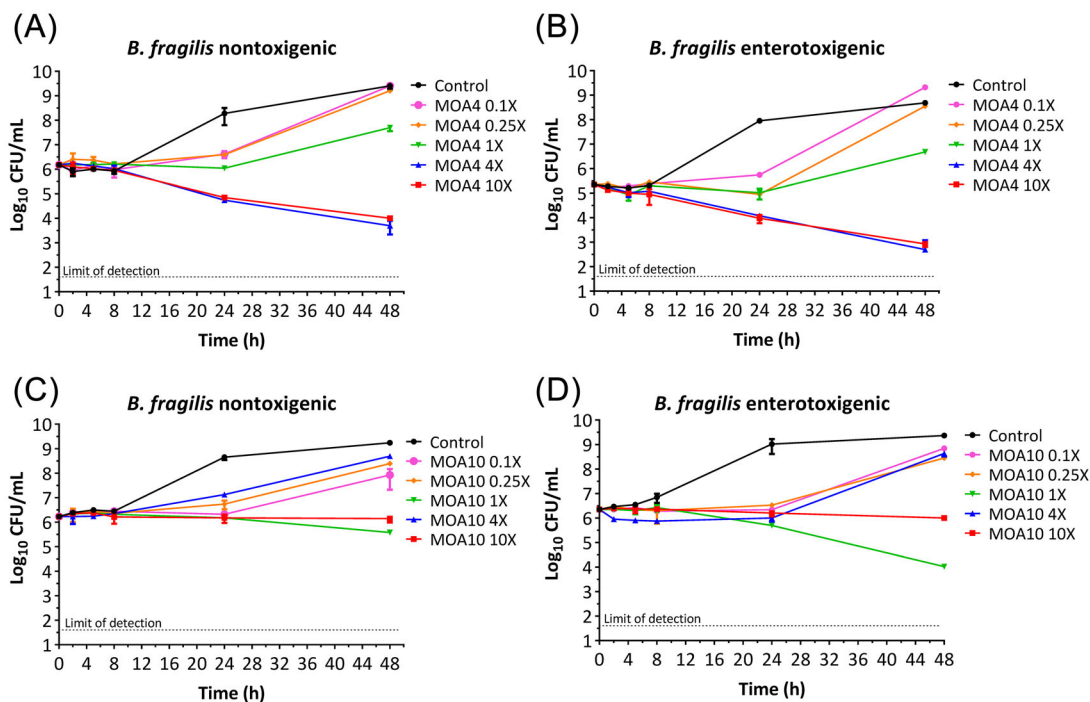 (A)
B. fragilis nontoxigenic
Log10 CFU/mL
10
9
8
7
6
5
4
3
2
1
Limit of detection
0 4 8 12 16 20 24 28 32 36 40 44 48
Time (h)
Control
MOA4 0.1X
MOA4 0.25X
MOA4 1X
MOA4 4X
MOA4 10X
(B)
B. fragilis enterotoxigenic
Log10 CFU/mL
10
9
8
7
6
5
4
3
2
1
Limit of detection
0 4 8 12 16 20 24 28 32 36 40 44 48
Time (h)
Control
MOA4 0.1X
MOA4 0.25X
MOA4 1X
MOA4 4X
MOA4 10X
(C)
B. fragilis nontoxigenic
Log10 CFU/mL
10
9
8
7
6
5
4
3
2
1
Limit of detection
0 4 8 12 16 20 24 28 32 36 40 44 48
Time (h)
Control
MOA10 0.1X
MOA10 0.25X
MOA10 1X
MOA10 4X
MOA10 10X
(D)
B. fragilis enterotoxigenic
Log10 CFU/mL
10
9
8
7
6
5
4
3
2
1
Limit of detection
0 4 8 12 16 20 24 28 32 36 40 44 48
Time (h)
Control
MOA10 0.1X
MOA10 0.25X
MOA10 1X
MOA10 4X
MOA10 10X